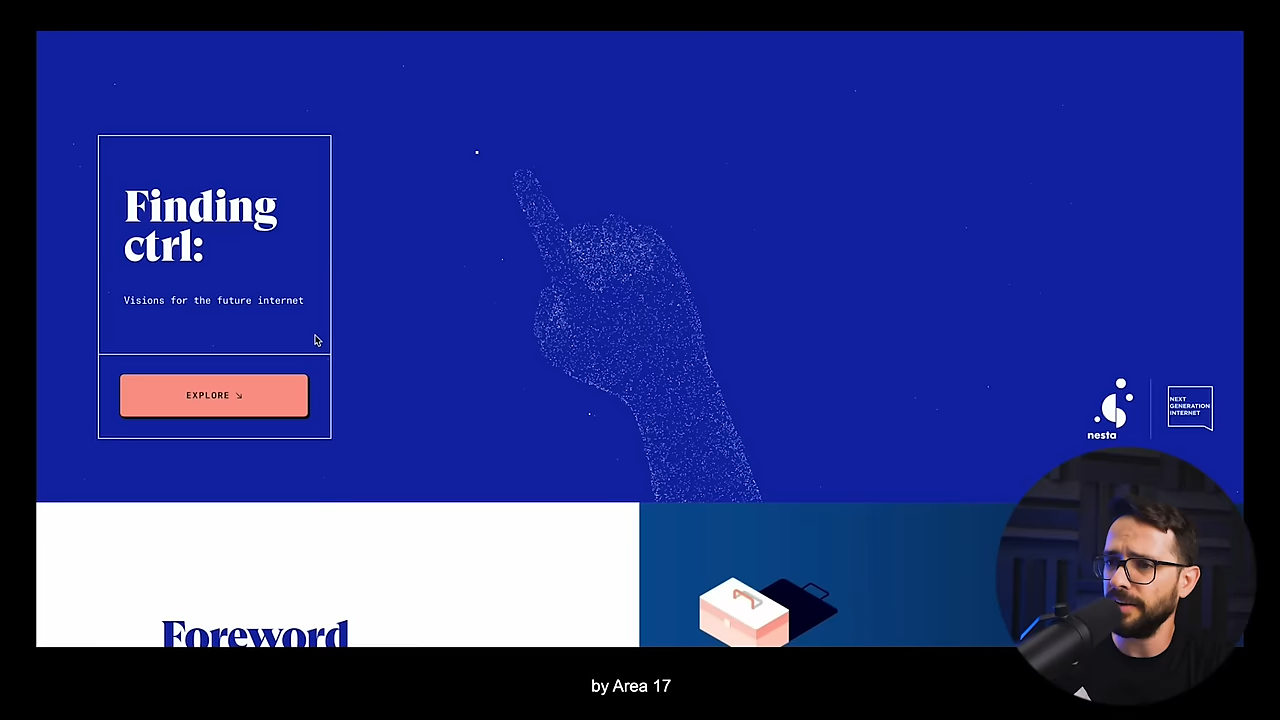 Finding
ctrl:
Visions for the future internet
EXPLORE ↘
nesta
NEXT
GENERATION
INTERNET
Foreword
by Area 17